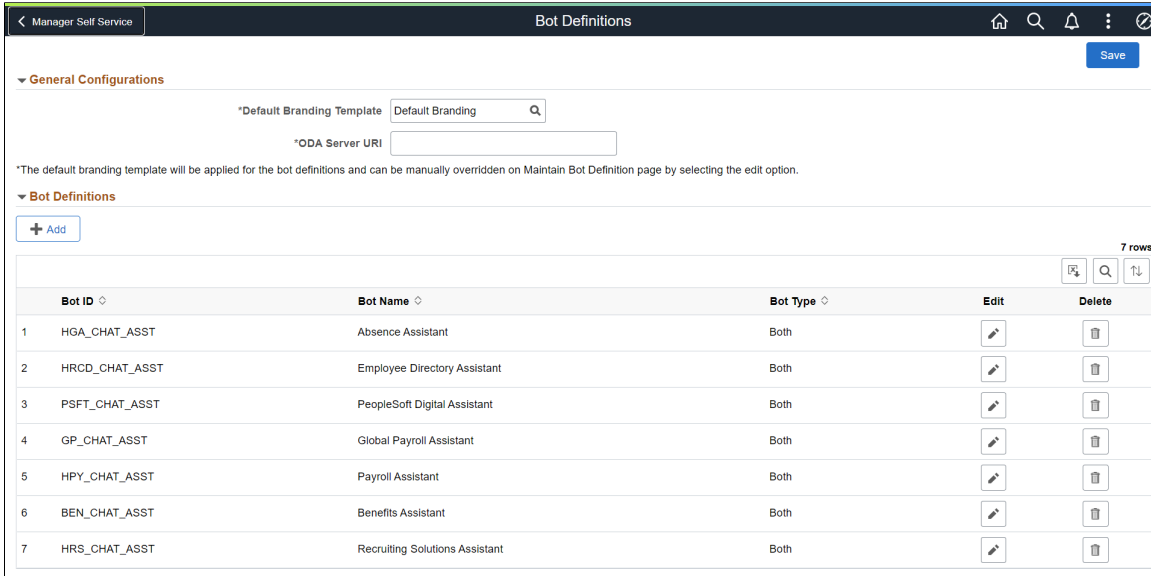 Manager Self Service Bot Definitions
Save
General Configurations
*Default Branding Template Default Branding
*ODA Server URI
*The default branding template will be applied for the bot definitions and can be manually overridden on Maintain Bot Definition page by selecting the edit option.
Bot Definitions
Add
7 rows
Bot ID Bot Name Bot Type Edit Delete
1 HGA_CHAT_ASST Absence Assistant Both
2 HRCD_CHAT_ASST Employee Directory Assistant Both
3 PSFT_CHAT_ASST PeopleSoft Digital Assistant Both
4 GP_CHAT_ASST Global Payroll Assistant Both
5 HPY_CHAT_ASST Payroll Assistant Both
6 BEN_CHAT_ASST Benefits Assistant Both
7 HRS_CHAT_ASST Recruiting Solutions Assistant Both